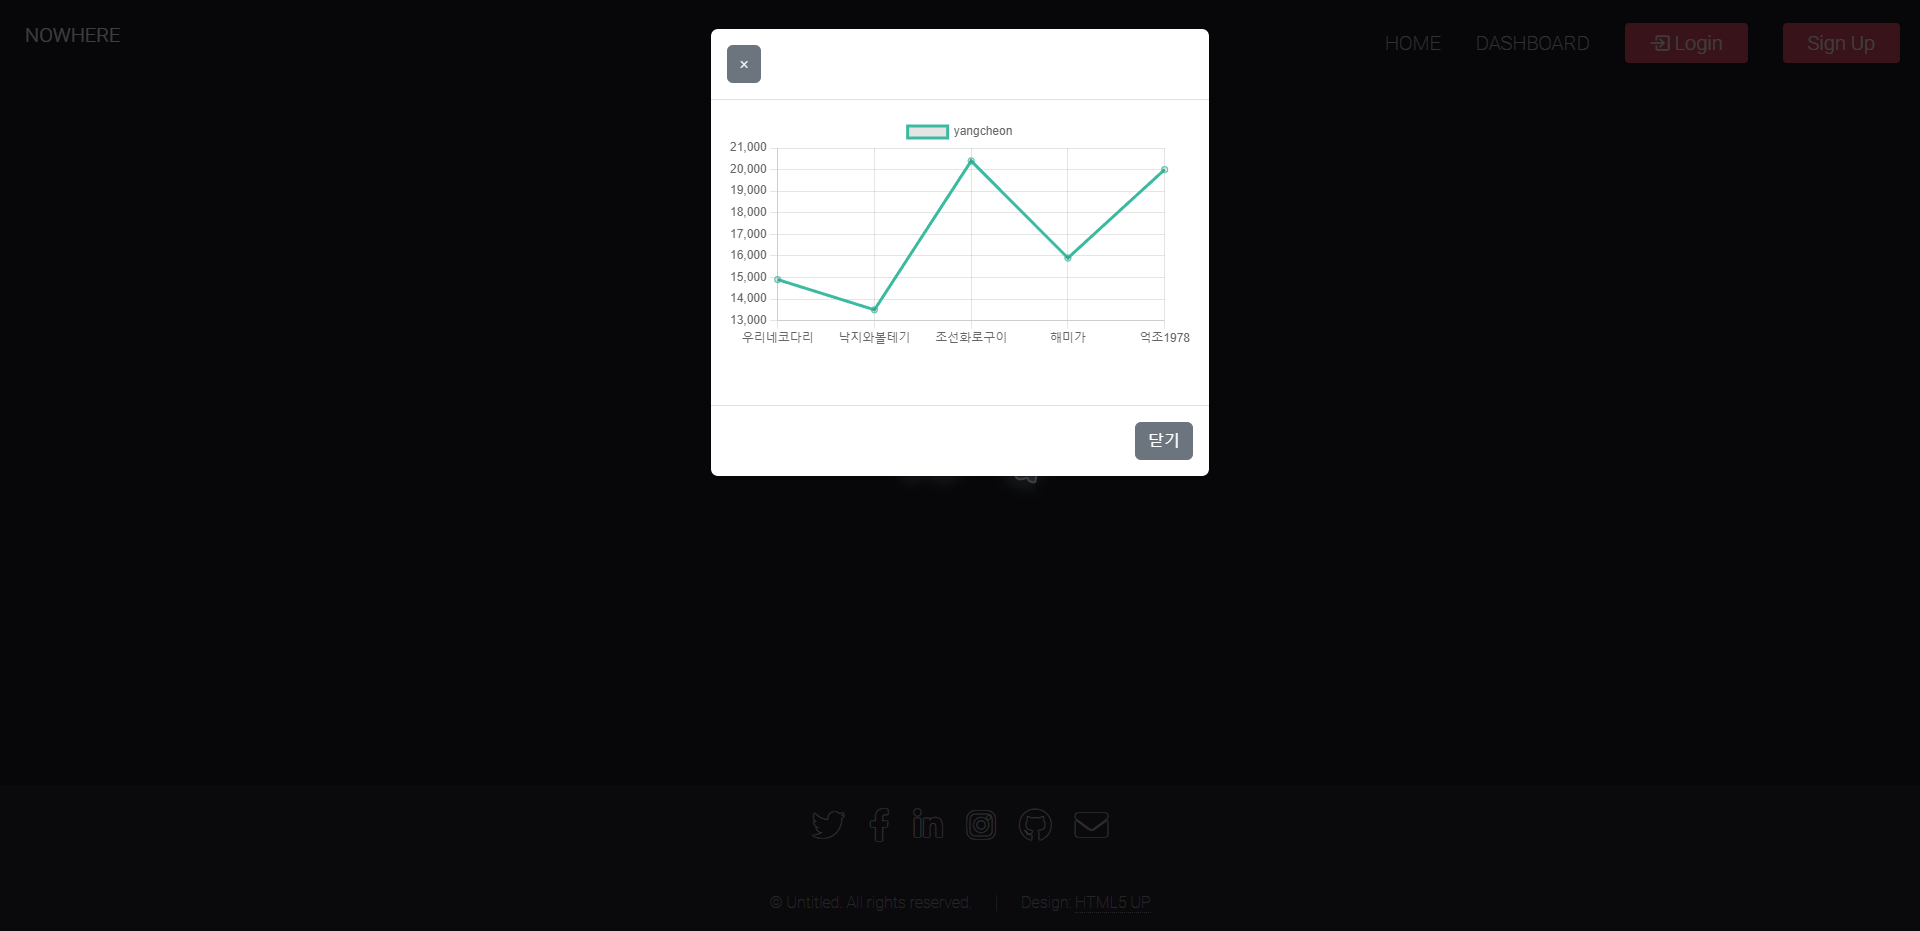 NOWHERE
HOME
DASHBOARD
Login
Sign Up
×
yangcheon
21,000
20,000
19,000
18,000
17,000
16,000
15,000
14,000
13,000
우리네코다리
낙지와볼테기
조선화로구이
해미가
억조1978
닫기
© Untitled. All rights reserved.
Design: HTML5 UP